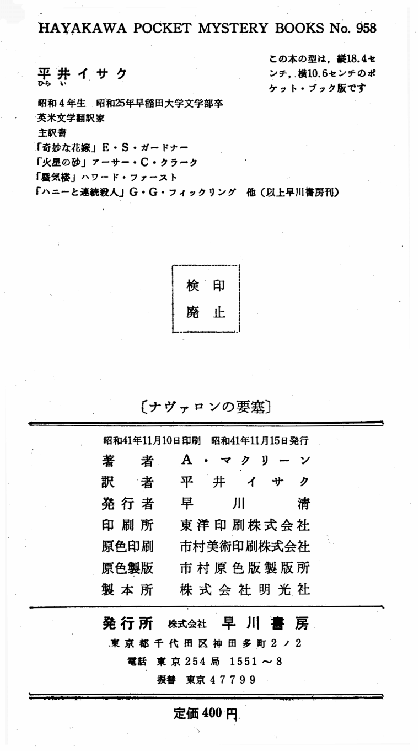 HAYAKAWA POCKET MYSTERY BOOKS No. 958
この本の型は，縦18.4セ
ンチ，横10.6センチのポ
ケット・ブック版です
平井イサク
ひらい
昭和4年生　昭和25年早稲田大学文学部卒
英米文学翻訳家
主訳書
「奇妙な花嫁」E・S・ガードナー
「火星の砂」アーサー・C・クラーク
「蜃気楼」ハワード・ファースト
「ハニーと連続殺人」G・G・フィックリング　他（以上早川書房刊）
検印
廃止
〔ナヴァロンの要塞〕
昭和41年11月10日印刷　昭和41年11月15日発行
著者　A・マクリーン
訳者　平井イサク
発行者　早川清
印刷所　東洋印刷株式会社
原色印刷　市村美術印刷株式会社
原色製版　市村原色版製版所
製本所　株式会社明光社
発行所　株式会社　早川書房
東京都千代田区神田多町2ノ2
電話　東京254局　1551～8
振替　東京47799
定価400円